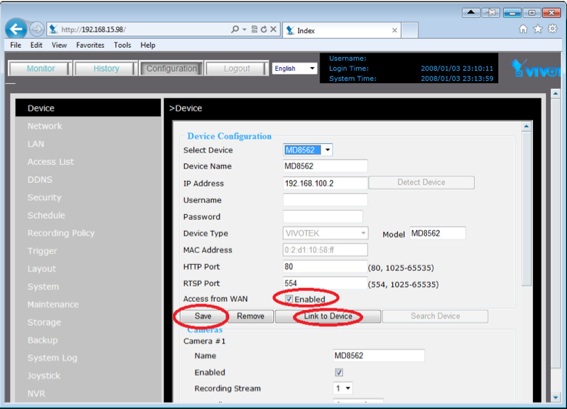 http://192.168.15.98/
Index
File Edit View Favorites Tools Help
Monitor History Configuration Logout English
Username:
Login Time: 2008/01/03 23:10:11
System Time: 2008/01/03 23:13:59
VIVOT
Device
Network
LAN
Access List
DDNS
Security
Schedule
Recording Policy
Trigger
Layout
System
Maintenance
Storage
Backup
System Log
Joystick
NVR
>Device
Device Configuration
Select Device MD8562
Device Name MD8562
IP Address 192.168.100.2 Detect Device
Username
Password
Device Type VIVOTEK Model MD8562
MAC Address 0:2:d1:10:58:ff
HTTP Port 80 (80, 1025-65535)
RTSP Port 554 (554, 1025-65535)
Access from WAN Enabled
Save Remove Link to Device Search Device
Cameras
Camera #1
Name MD8562
Enabled
Recording Stream 1